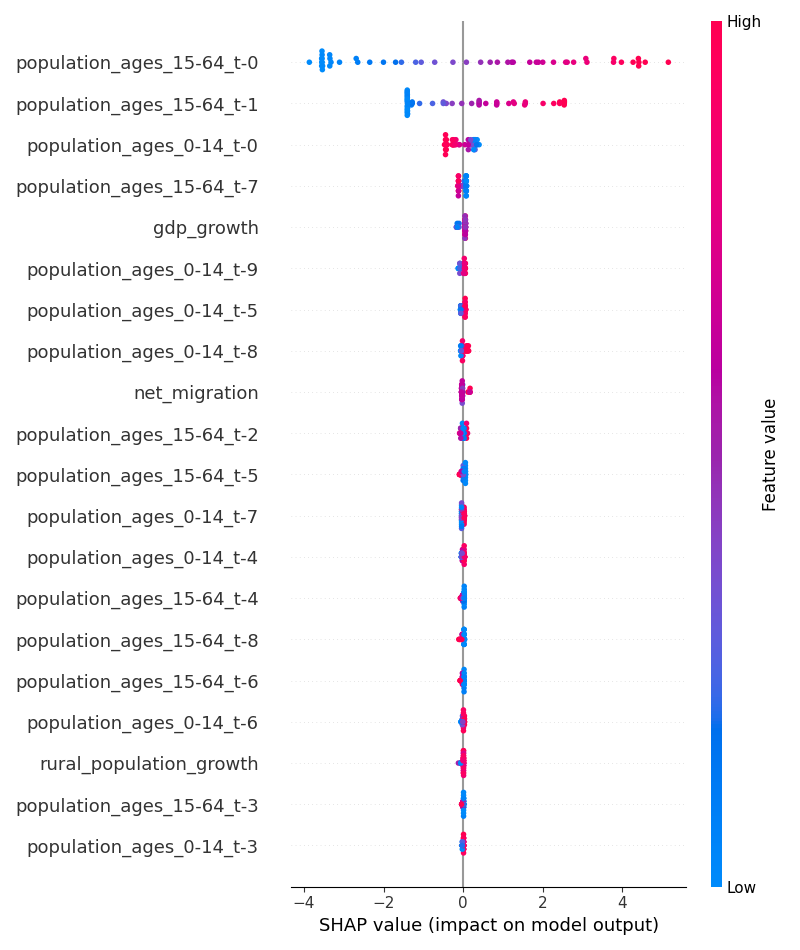 High
population_ages_15-64_t-0
population_ages_15-64_t-1
population_ages_0-14_t-0
population_ages_15-64_t-7
gdp_growth
population_ages_0-14_t-9
population_ages_0-14_t-5
population_ages_0-14_t-8
net_migration
population_ages_15-64_t-2
population_ages_15-64_t-5
population_ages_0-14_t-7
population_ages_0-14_t-4
population_ages_15-64_t-4
population_ages_15-64_t-8
population_ages_15-64_t-6
population_ages_0-14_t-6
rural_population_growth
population_ages_15-64_t-3
population_ages_0-14_t-3
Feature value
Low
−4 −2 0 2 4
SHAP value (impact on model output)